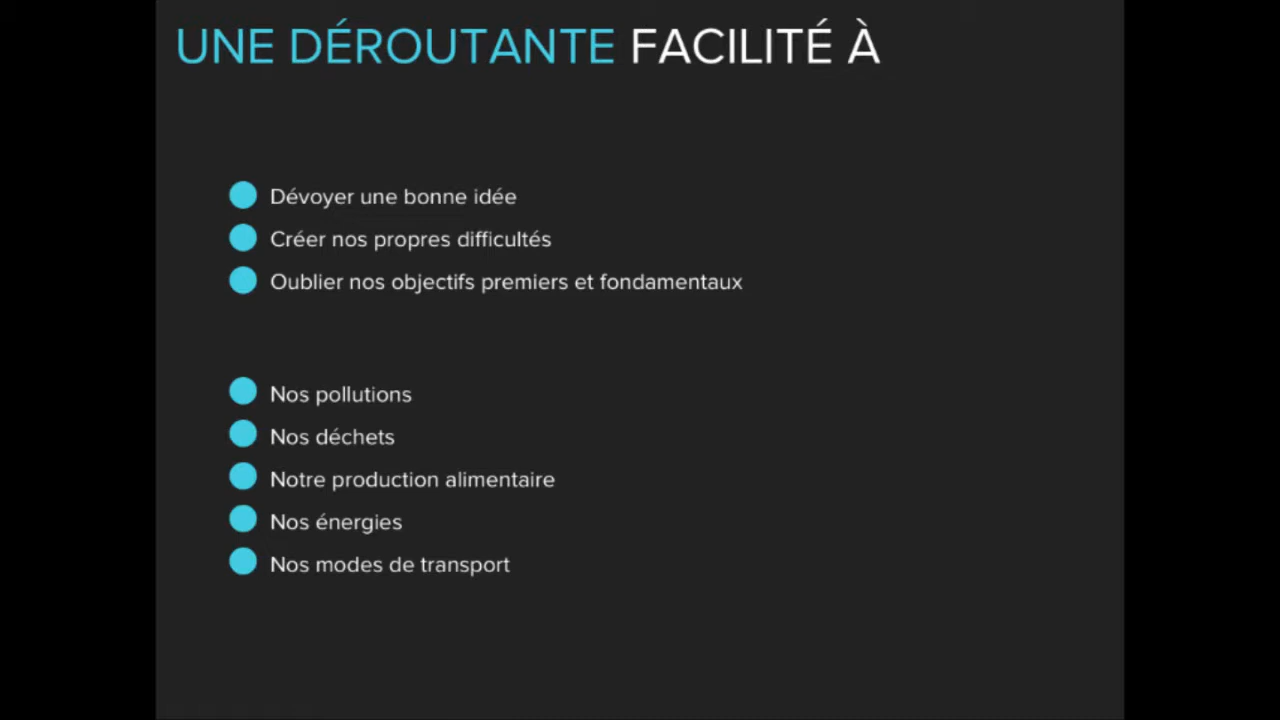 UNE DÉROUTANTE FACILITÉ À
Dévoyer une bonne idée
Créer nos propres difficultés
Oublier nos objectifs premiers et fondamentaux
Nos pollutions
Nos déchets
Notre production alimentaire
Nos énergies
Nos modes de transport